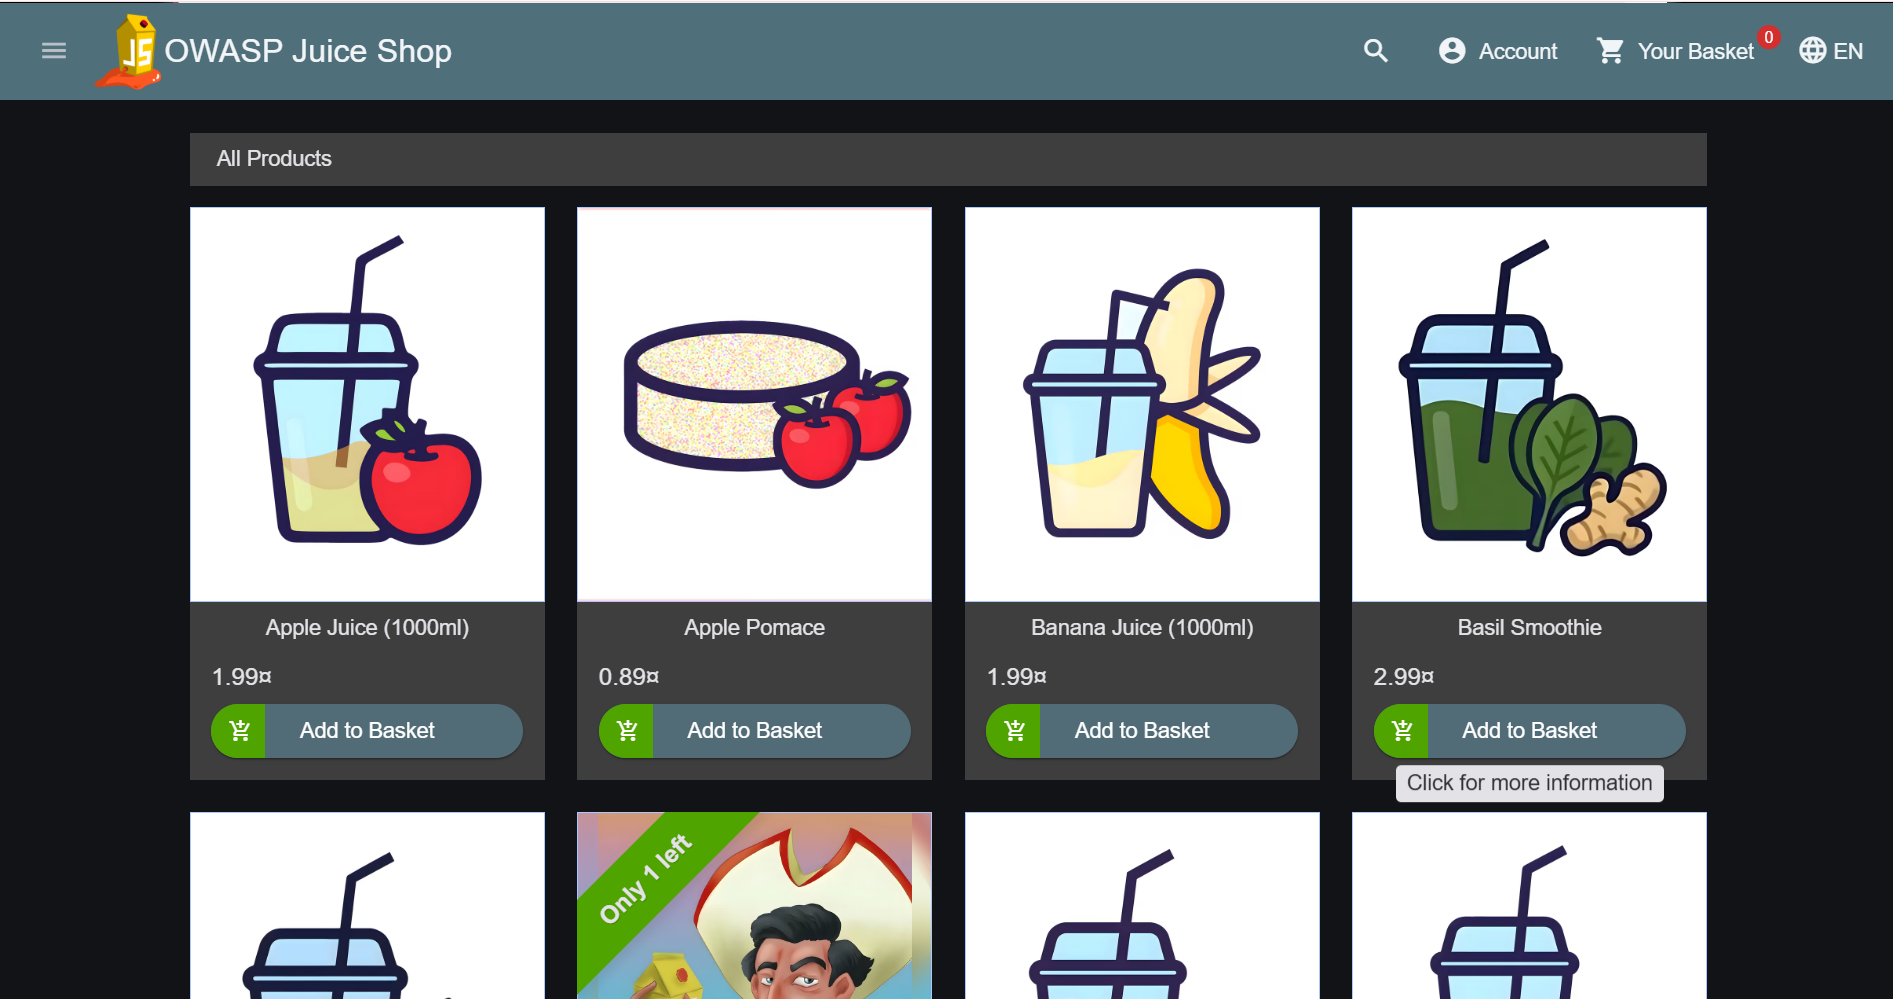 JS OWASP Juice Shop
Account
Your Basket
0
EN
All Products
Apple Juice (1000ml)
1.99¤
Add to Basket
Apple Pomace
0.89¤
Add to Basket
Banana Juice (1000ml)
1.99¤
Add to Basket
Basil Smoothie
2.99¤
Add to Basket
Click for more information
Only 1 left